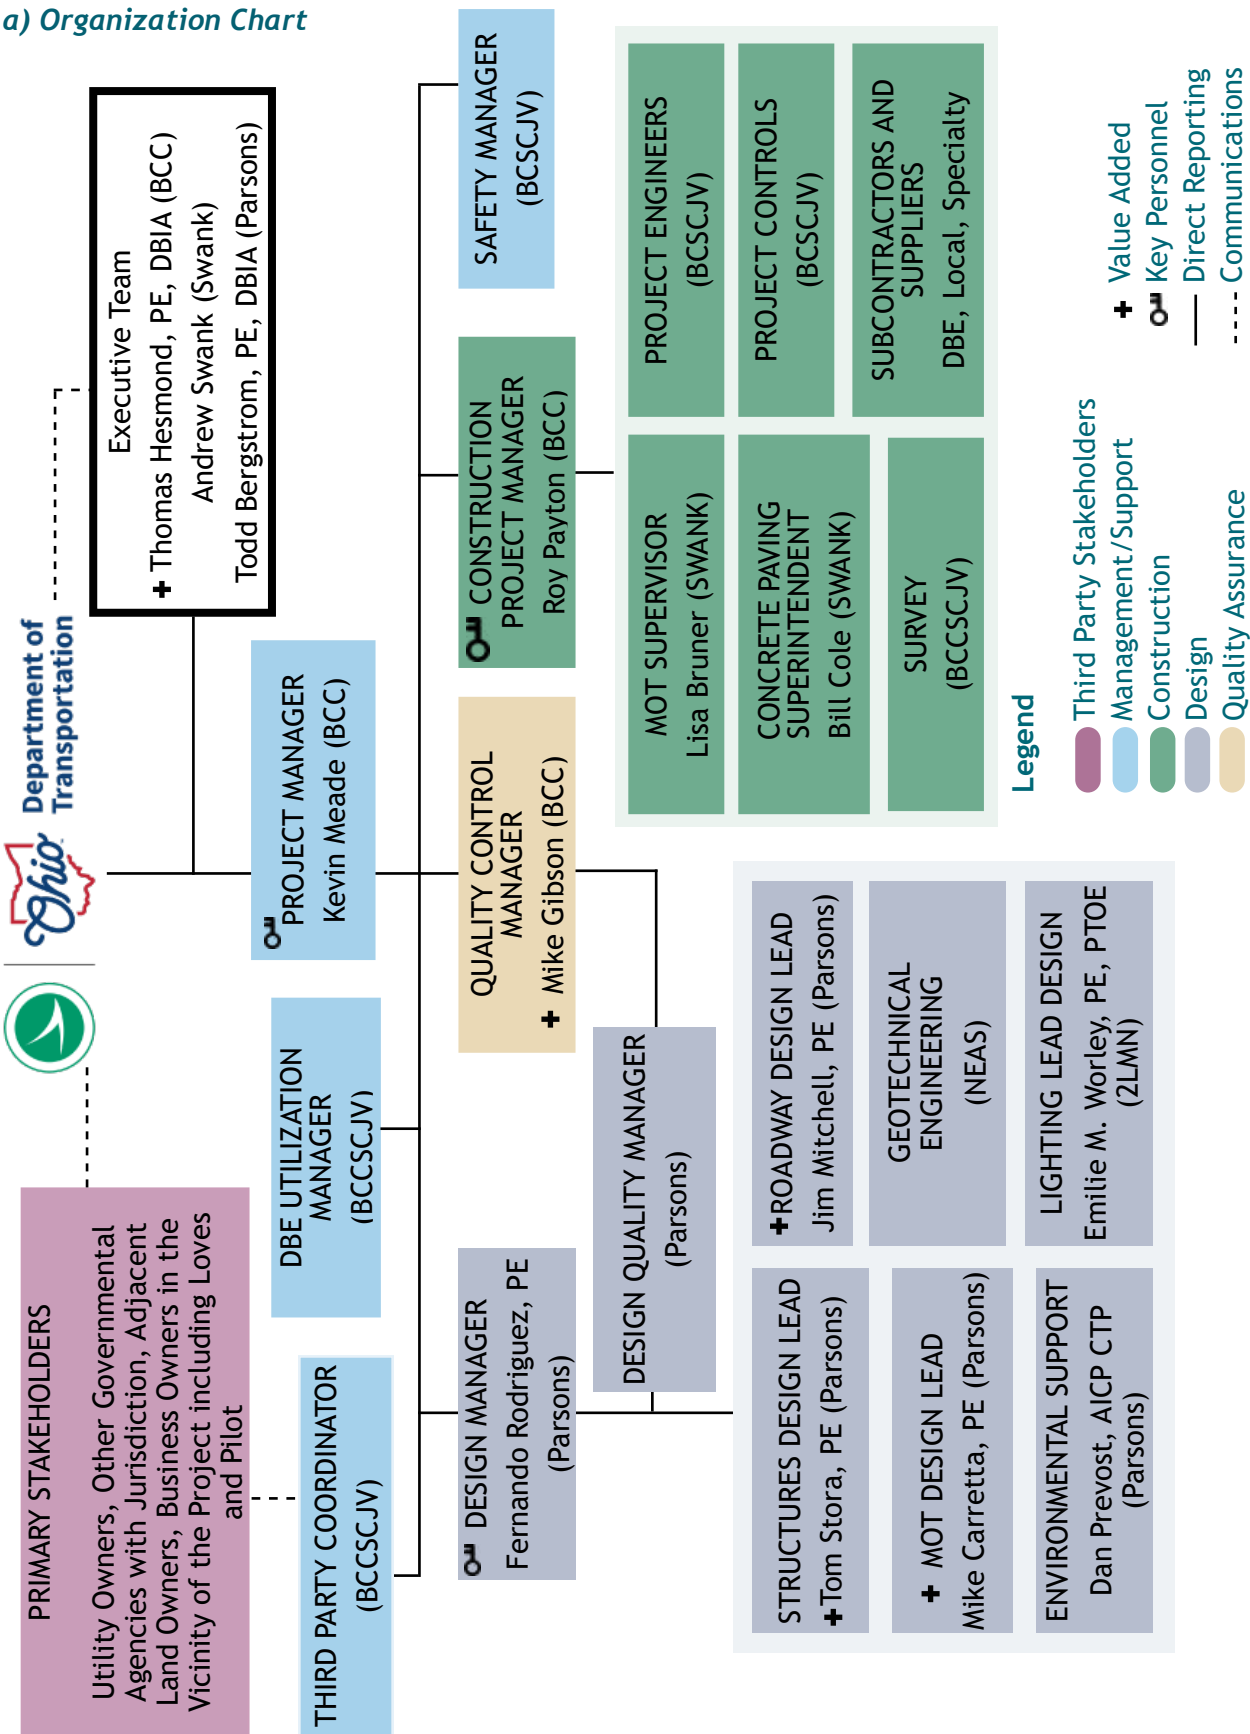 a) Organization Chart
Ohio
Department of
Transportation
PRIMARY STAKEHOLDERS
Utility Owners, Other Governmental
Agencies with Jurisdiction, Adjacent
Land Owners, Business Owners in the
Vicinity of the Project including Loves
and Pilot
Executive Team
+ Thomas Hesmond, PE, DBIA (BCC)
Andrew Swank (Swank)
Todd Bergstrom, PE, DBIA (Parsons)
PROJECT MANAGER
Kevin Meade (BCC)
THIRD PARTY COORDINATOR
(BCCSCJV)
DBE UTILIZATION
MANAGER
(BCCSCJV)
DESIGN MANAGER
Fernando Rodriguez, PE
(Parsons)
QUALITY CONTROL
MANAGER
+ Mike Gibson (BCC)
CONSTRUCTION
PROJECT MANAGER
Roy Payton (BCC)
SAFETY MANAGER
(BCSCJV)
DESIGN QUALITY MANAGER
(Parsons)
STRUCTURES DESIGN LEAD
+Tom Stora, PE (Parsons)
+ROADWAY DESIGN LEAD
Jim Mitchell, PE (Parsons)
+ MOT DESIGN LEAD
Mike Carretta, PE (Parsons)
GEOTECHNICAL
ENGINEERING
(NEAS)
ENVIRONMENTAL SUPPORT
Dan Prevost, AICP CTP
(Parsons)
LIGHTING LEAD DESIGN
Emilie M. Worley, PE, PTOE
(2LMN)
MOT SUPERVISOR
Lisa Bruner (SWANK)
PROJECT ENGINEERS
(BCSCJV)
CONCRETE PAVING
SUPERINTENDENT
Bill Cole (SWANK)
PROJECT CONTROLS
(BCSCJV)
SURVEY
(BCCSCJV)
SUBCONTRACTORS AND
SUPPLIERS
DBE, Local, Specialty
Legend
Third Party Stakeholders
Management/Support
Construction
Design
Quality Assurance
+ Value Added
Key Personnel
Direct Reporting
Communications